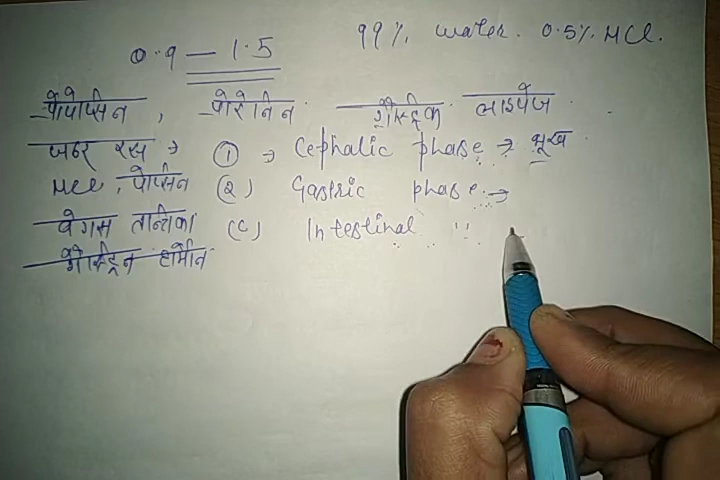 99% water. 0.5% HCl.
0.9 — 1.5
पेपेप्सिन, पोरेनिन. गैस्ट्रिक लाइपेज
जठर रस → ① → Cephalic phase → भूख
HCl, पेप्सिन (2) Gastric phase →
वेगस तान्त्रिका (C) Intestinal "
गैस्ट्रिन हार्मोन